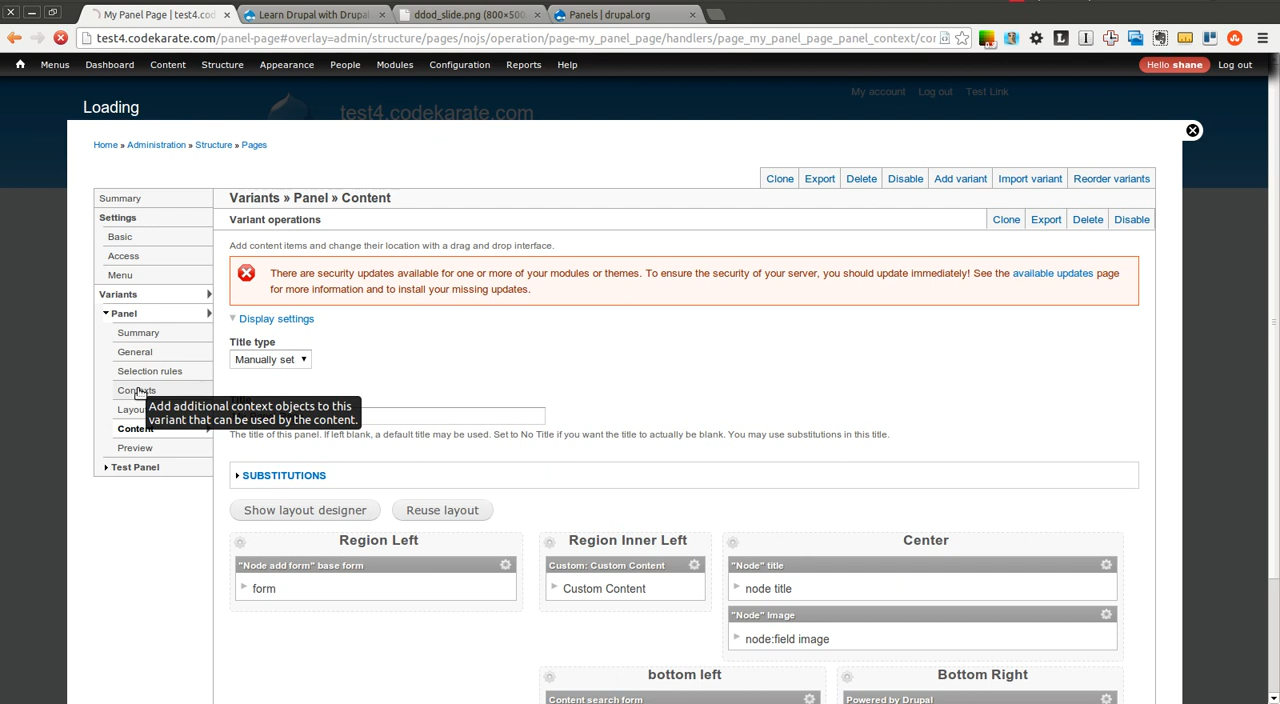 My Panel Page | test4.cod
Learn Drupal with Drupa
ddod_slide.png (800×500
Panels | drupal.org
test4.codekarate.com/panel-page#overlay=admin/structure/pages/nojs/operation/page-my_panel_page/handlers/page_my_panel_page_panel_context/con
Menus Dashboard Content Structure Appearance People Modules Configuration Reports Help Hello shane Log out
My account Log out Test Link
Loading
test4.codekarate.com
Home » Administration » Structure » Pages
Clone Export Delete Disable Add variant Import variant Reorder variants
Summary
Settings
Basic
Access
Menu
Variants
Panel
Summary
General
Selection rules
Contexts
Layou
Content
Preview
Test Panel
Add additional context objects to this
variant that can be used by the content.
Variants » Panel » Content
Variant operations
Clone Export Delete Disable
Add content items and change their location with a drag and drop interface.
There are security updates available for one or more of your modules or themes. To ensure the security of your server, you should update immediately! See the available updates page
for more information and to install your missing updates.
Display settings
Title type
Manually set
The title of this panel. If left blank, a default title may be used. Set to No Title if you want the title to actually be blank. You may use substitutions in this title.
SUBSTITUTIONS
Show layout designer Reuse layout
Region Left
"Node add form" base form
form
Region Inner Left
Custom: Custom Content
Custom Content
Center
"Node" title
node title
"Node" Image
node:field image
bottom left
Content search form
Bottom Right
Powered by Drupal